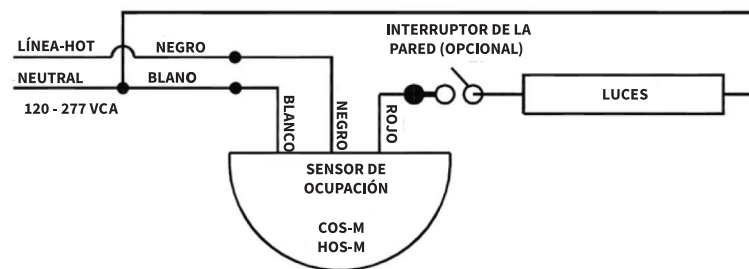 INTERRUPTOR DE LA
PARED (OPCIONAL)
LÍNEA-HOT
NEGRO
NEUTRAL
BLANO
120 - 277 VCA
BLANCO
NEGRO
ROJO
LUCES
SENSOR DE
OCUPACIÓN
COS-M
HOS-M